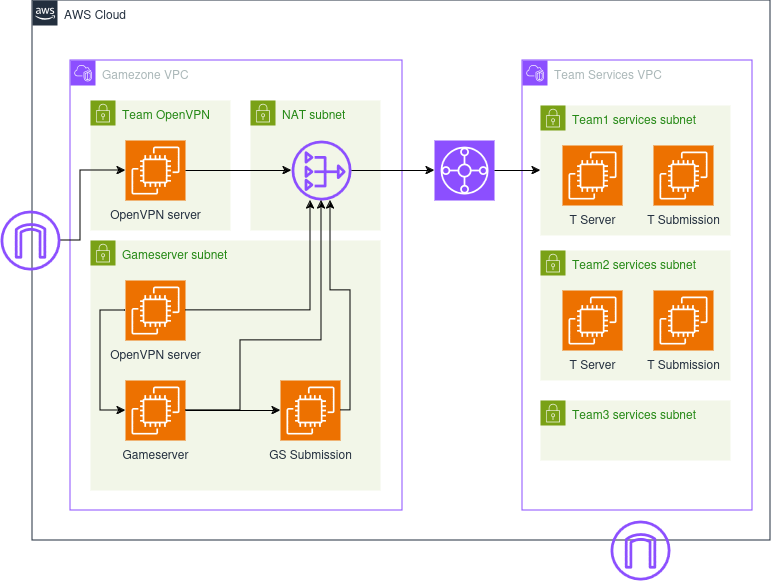 aws
AWS Cloud
Gamezone VPC
Team OpenVPN
OpenVPN server
NAT subnet
Gameserver subnet
OpenVPN server
Gameserver
GS Submission
Team Services VPC
Team1 services subnet
T Server
T Submission
Team2 services subnet
T Server
T Submission
Team3 services subnet